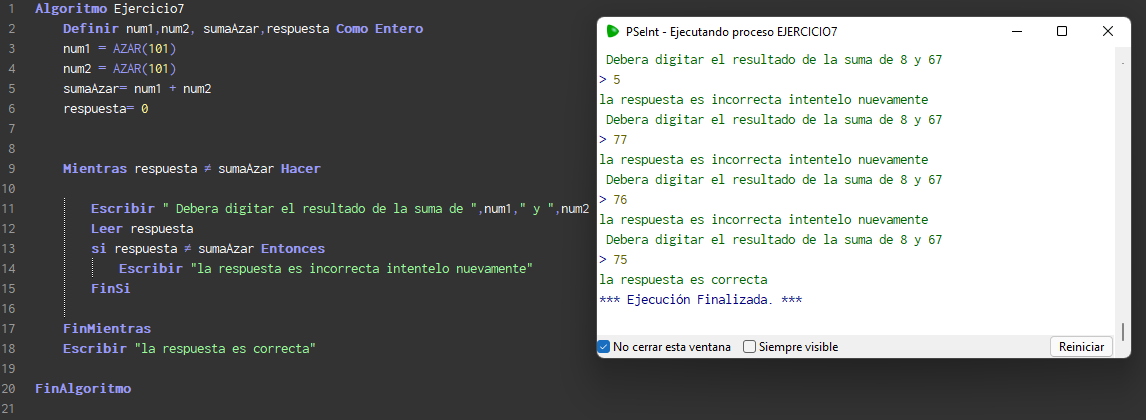 1 Algoritmo Ejercicio7
2 Definir num1,num2, sumaAzar,respuesta Como Entero
3 num1 = AZAR(101)
4 num2 = AZAR(101)
5 sumaAzar= num1 + num2
6 respuesta= 0
7
8
9 Mientras respuesta ≠ sumaAzar Hacer
10
11 Escribir " Debera digitar el resultado de la suma de ",num1," y ",num2
12 Leer respuesta
13 si respuesta ≠ sumaAzar Entonces
14 Escribir "la respuesta es incorrecta intentelo nuevamente"
15 FinSi
16
17 FinMientras
18 Escribir "la respuesta es correcta"
19
20 FinAlgoritmo
21
PSeInt - Ejecutando proceso EJERCICIO7
Debera digitar el resultado de la suma de 8 y 67
> 5
la respuesta es incorrecta intentelo nuevamente
Debera digitar el resultado de la suma de 8 y 67
> 77
la respuesta es incorrecta intentelo nuevamente
Debera digitar el resultado de la suma de 8 y 67
> 76
la respuesta es incorrecta intentelo nuevamente
Debera digitar el resultado de la suma de 8 y 67
> 75
la respuesta es correcta
*** Ejecución Finalizada. ***
No cerrar esta ventana Siempre visible Reiniciar